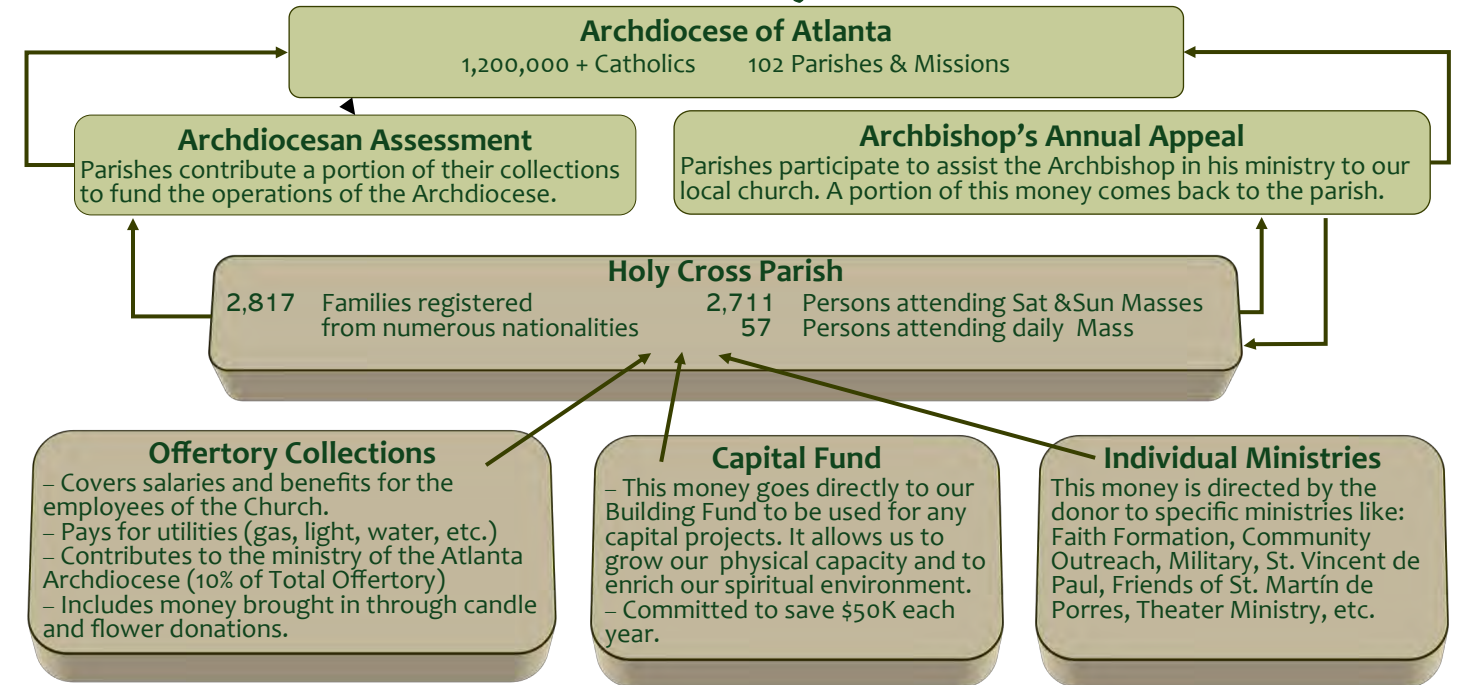 Archdiocese of Atlanta
1,200,000 + Catholics 102 Parishes & Missions
Archdiocesan Assessment
Parishes contribute a portion of their collections
to fund the operations of the Archdiocese.
Archbishop's Annual Appeal
Parishes participate to assist the Archbishop in his ministry to our
local church. A portion of this money comes back to the parish.
Holy Cross Parish
2,817 Families registered
from numerous nationalities
2,711 Persons attending Sat &Sun Masses
57 Persons attending daily Mass
Offertory Collections
– Covers salaries and benefits for the
employees of the Church.
– Pays for utilities (gas, light, water, etc.)
– Contributes to the ministry of the Atlanta
Archdiocese (10% of Total Offertory)
– Includes money brought in through candle
and flower donations.
Capital Fund
– This money goes directly to our
Building Fund to be used for any
capital projects. It allows us to
grow our physical capacity and to
enrich our spiritual environment.
– Committed to save $50K each
year.
Individual Ministries
This money is directed by the
donor to specific ministries like:
Faith Formation, Community
Outreach, Military, St. Vincent de
Paul, Friends of St. Martín de
Porres, Theater Ministry, etc.